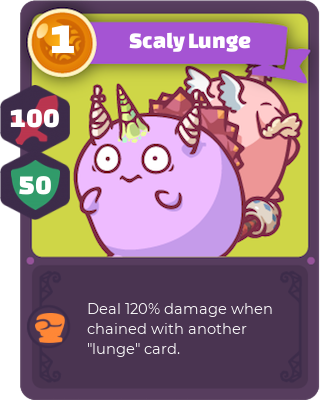 1
Scaly Lunge
100
50
Deal 120% damage when
chained with another
"lunge" card.